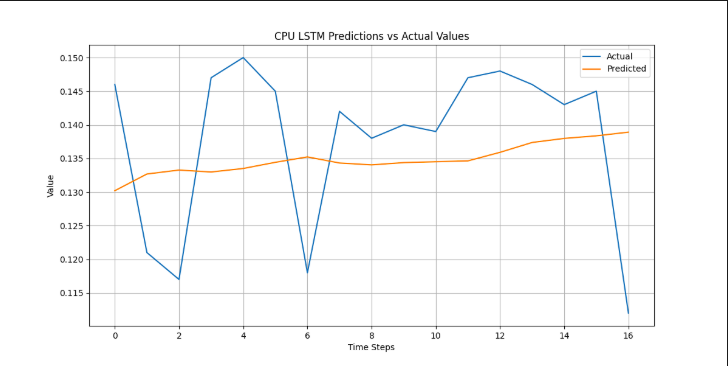 CPU LSTM Predictions vs Actual Values
Actual
Predicted
Value
0.150
0.145
0.140
0.135
0.130
0.125
0.120
0.115
0 2 4 6 8 10 12 14 16
Time Steps